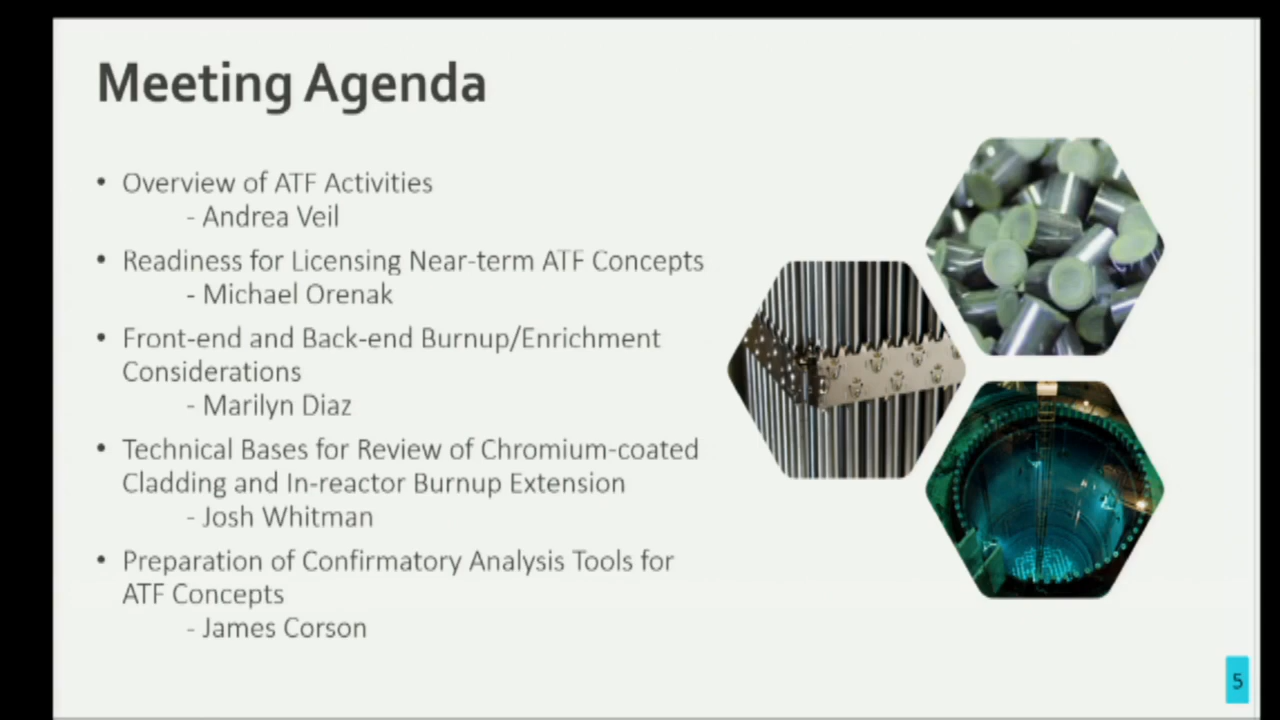 Meeting Agenda
• Overview of ATF Activities
- Andrea Veil
• Readiness for Licensing Near-term ATF Concepts
- Michael Orenak
• Front-end and Back-end Burnup/Enrichment
Considerations
- Marilyn Diaz
• Technical Bases for Review of Chromium-coated
Cladding and In-reactor Burnup Extension
- Josh Whitman
• Preparation of Confirmatory Analysis Tools for
ATF Concepts
- James Corson
5